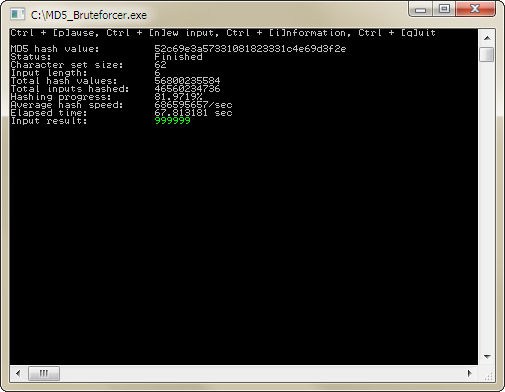 C:\MD5_Bruteforcer.exe
Ctrl + [p]ause, Ctrl + [n]ew input, Ctrl + [i]nformation, Ctrl + [q]uit
MD5 hash value: 52c69e3a57331081823331c4e69d3f2e
Status: Finished
Character set size: 62
Input length: 6
Total hash values: 56800235584
Total inputs hashed: 46560234736
Hashing progress: 81.9719%
Average hash speed: 686595657/sec
Elapsed time: 67.813181 sec
Input result: 999999